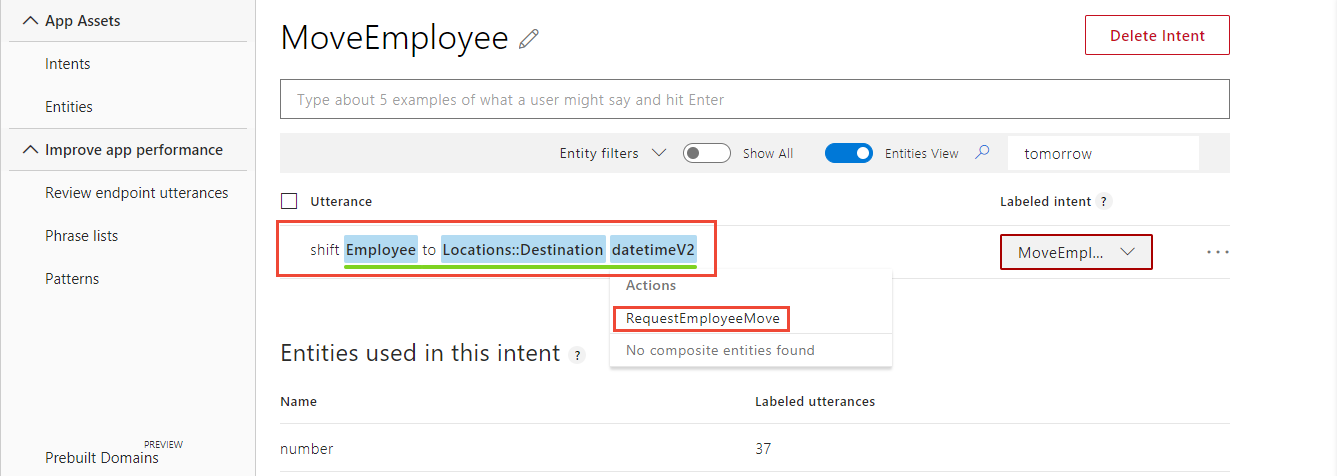 App Assets
Intents
Entities
Improve app performance
Review endpoint utterances
Phrase lists
Patterns
PREVIEW
Prebuilt Domains
MoveEmployee
Delete Intent
Type about 5 examples of what a user might say and hit Enter
Entity filters Show All Entities View tomorrow
Utterance Labeled intent ?
shift Employee to Locations::Destination datetimeV2 MoveEmpl... ...
Actions
RequestEmployeeMove
No composite entities found
Entities used in this intent ?
Name Labeled utterances
number 37